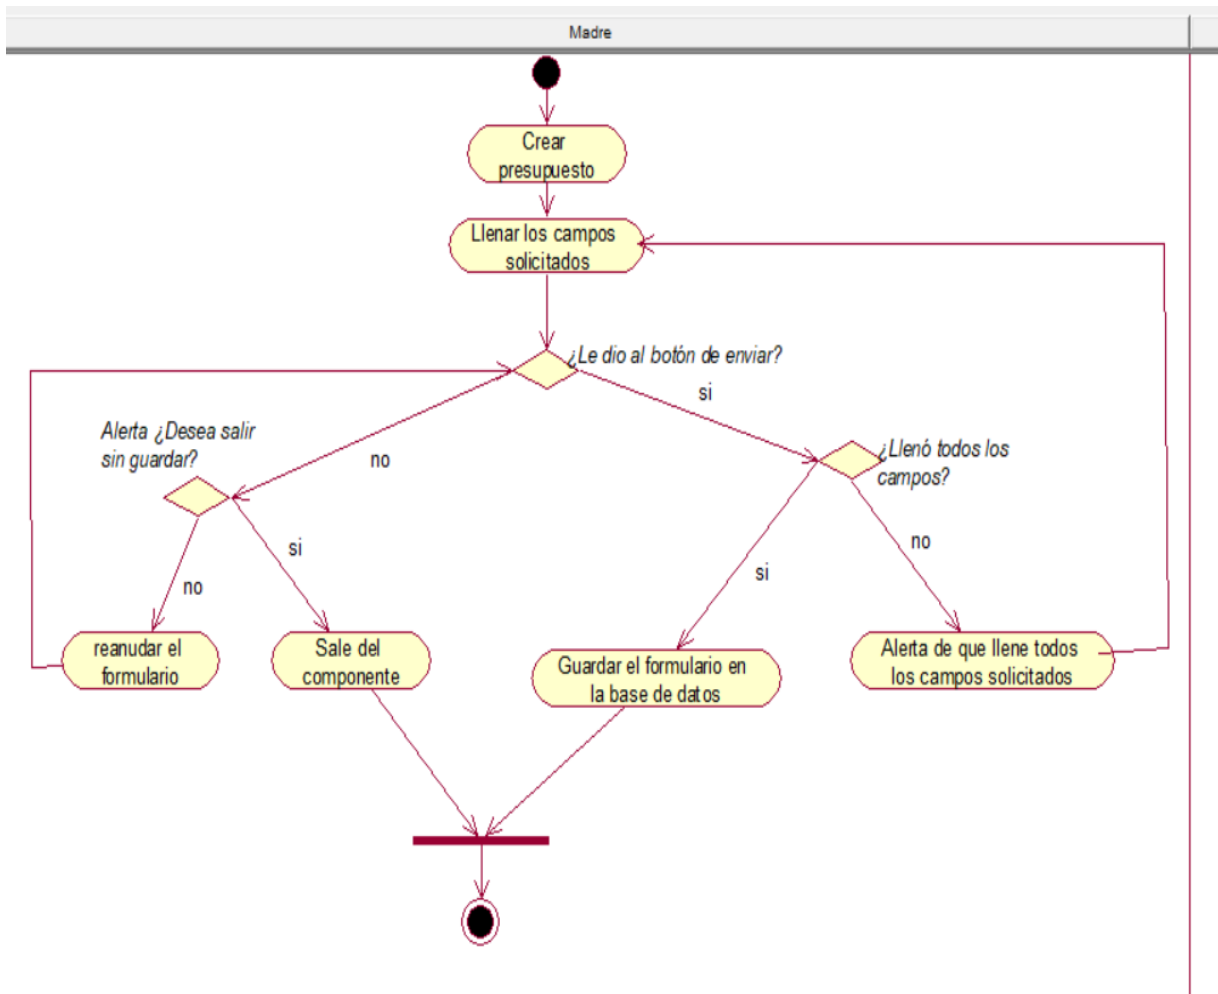 Madre
Crear
presupuesto
Llenar los campos
solicitados
¿Le dio al botón de enviar?
si
Alerta ¿Desea salir
sin guardar?
no
¿Llenó todos los
campos?
si
no
no
si
reanudar el
formulario
Sale del
componente
Guardar el formulario en
la base de datos
Alerta de que llene todos
los campos solicitados